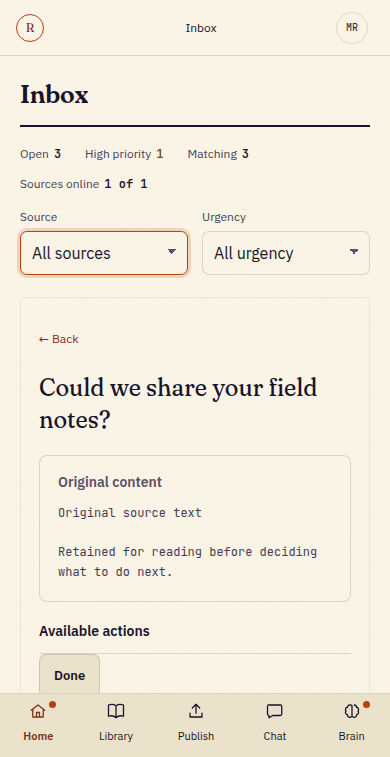 R
Inbox
MR
Inbox
Open 3 High priority 1 Matching 3
Sources online 1 of 1
Source Urgency
All sources All urgency
← Back
Could we share your field
notes?
Original content
Original source text
Retained for reading before deciding
what to do next.
Available actions
Done
Home Library Publish Chat Brain